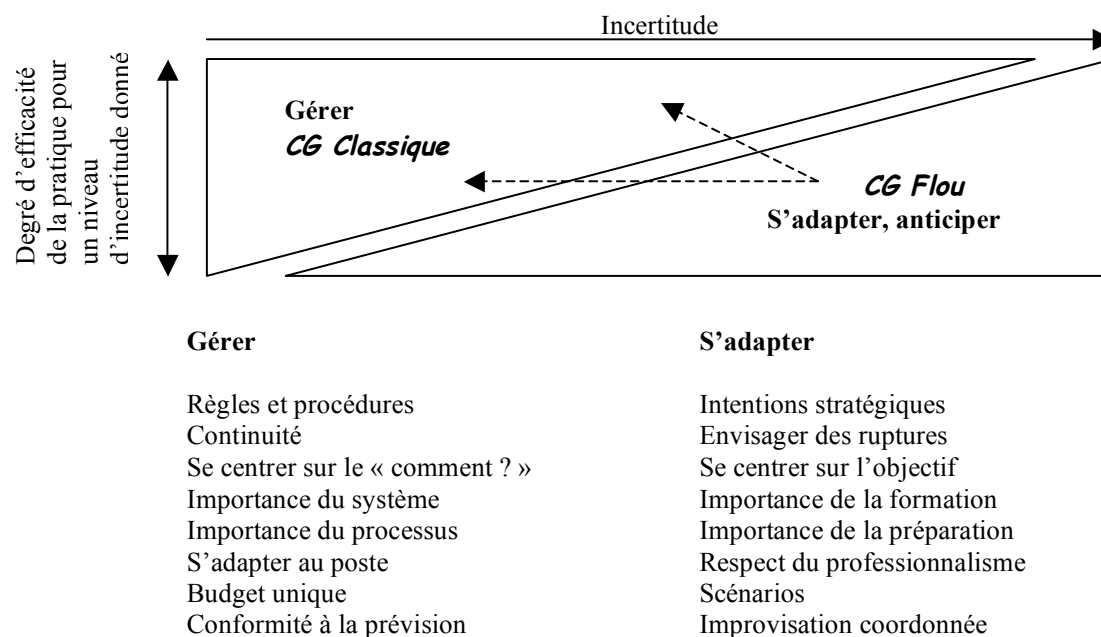 Incertitude
Degré d'efficacité
de la pratique pour
un niveau
d'incertitude donné
Gérer
CG Classique
CG Flou
S'adapter, anticiper
Gérer
Règles et procédures
Continuité
Se centrer sur le « comment ? »
Importance du système
Importance du processus
S'adapter au poste
Budget unique
Conformité à la prévision
S'adapter
Intentions stratégiques
Envisager des ruptures
Se centrer sur l'objectif
Importance de la formation
Importance de la préparation
Respect du professionnalisme
Scénarios
Improvisation coordonnée